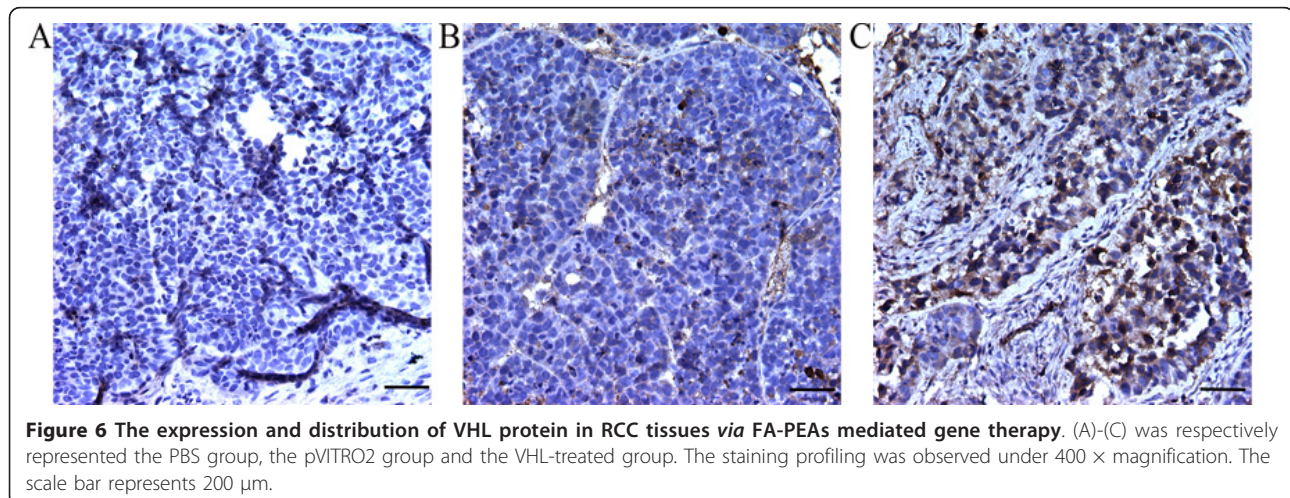 A
B
C
Figure 6 The expression and distribution of VHL protein in RCC tissues via FA-PEAs mediated gene therapy. (A)-(C) was respectively
represented the PBS group, the pVITRO2 group and the VHL-treated group. The staining profiling was observed under 400 × magnification. The
scale bar represents 200 μm.